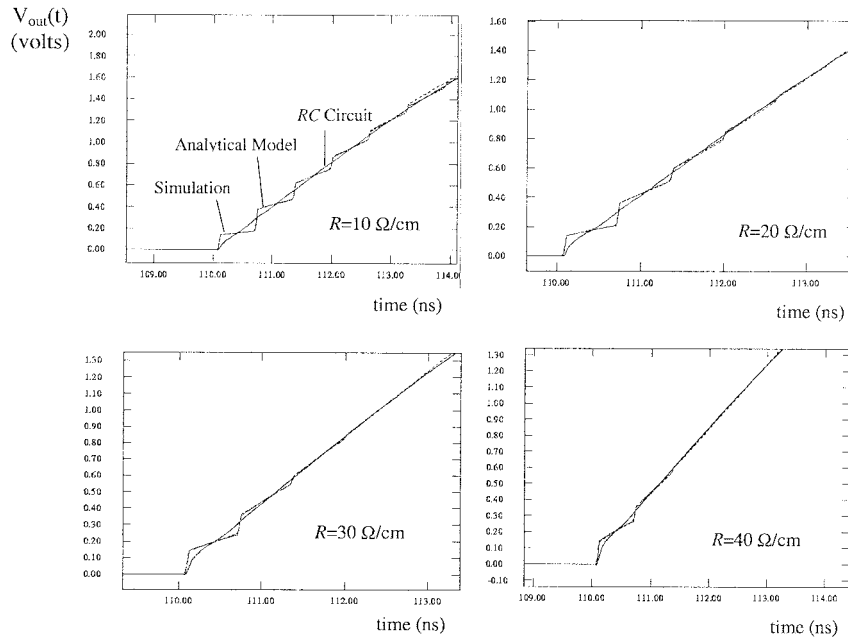 V_out(t)
(volts)
2.00
1.80
1.60
1.40
1.20
1.00
0.80
0.60
0.40
0.20
0.00
RC Circuit
Analytical Model
Simulation
R=10 Ω/cm
109.00 110.00 111.00 112.00 113.00 114.00
time (ns)
1.60
1.40
1.20
1.00
0.80
0.60
0.40
0.20
0.00
R=20 Ω/cm
110.00 111.00 112.00 113.00
time (ns)
1.30
1.20
1.10
1.00
0.90
0.80
0.70
0.60
0.50
0.40
0.30
0.20
0.10
0.00
R=30 Ω/cm
110.00 111.00 112.00 113.00
time (ns)
1.30
1.20
1.10
1.00
0.90
0.80
0.70
0.60
0.50
0.40
0.30
0.20
0.10
0.00
-0.10
R=40 Ω/cm
109.00 110.00 111.00 112.00 113.00 114.00
time (ns)